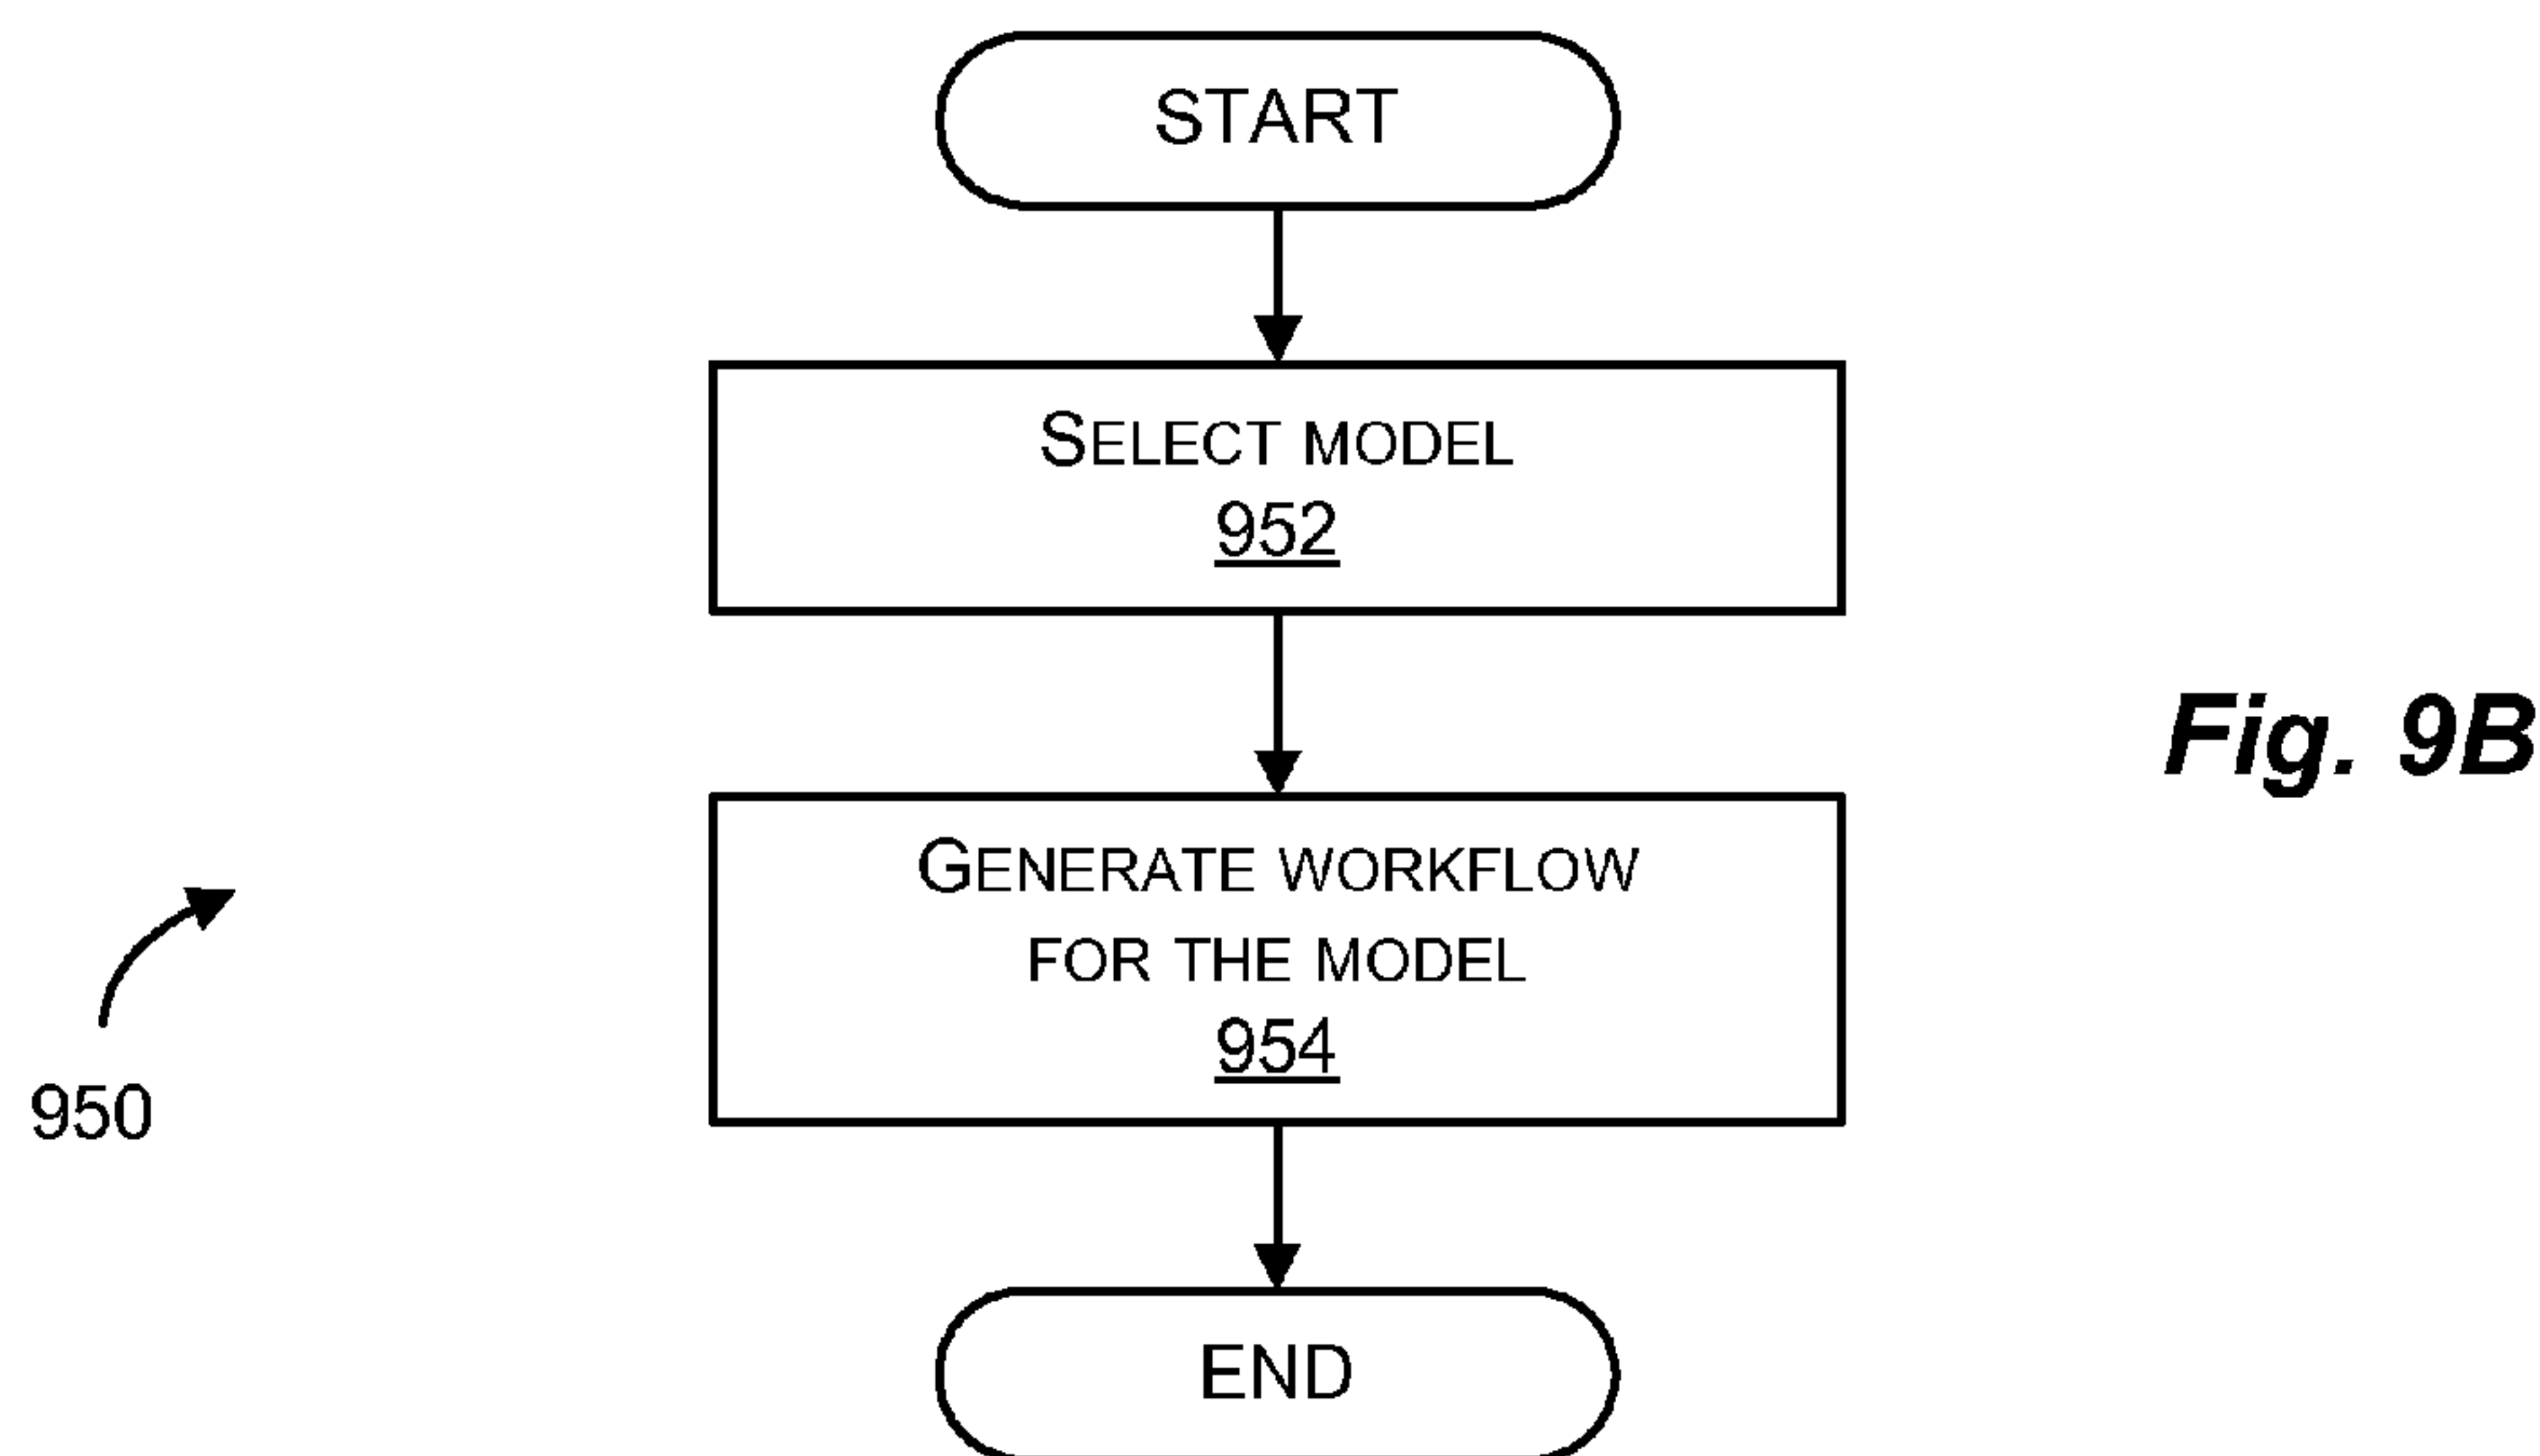 START
SELECT MODEL
952
GENERATE WORKFLOW
FOR THE MODEL
954
END
950
Fig. 9B